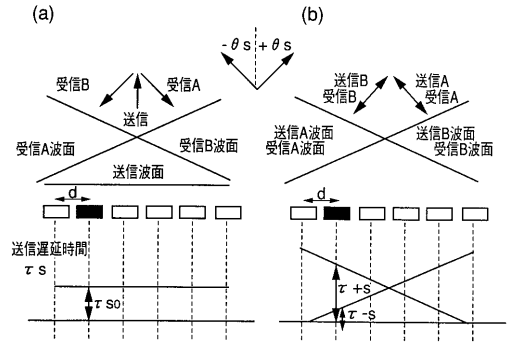 (a)
-θs +θs
(b)
受信B 受信A
送信
受信A波面 受信B波面
送信波面
d
送信遅延時間
τ s
τ so
送信B 送信A
受信B 受信A
送信A波面 送信B波面
受信A波面 受信B波面
d
τ +s
τ -s